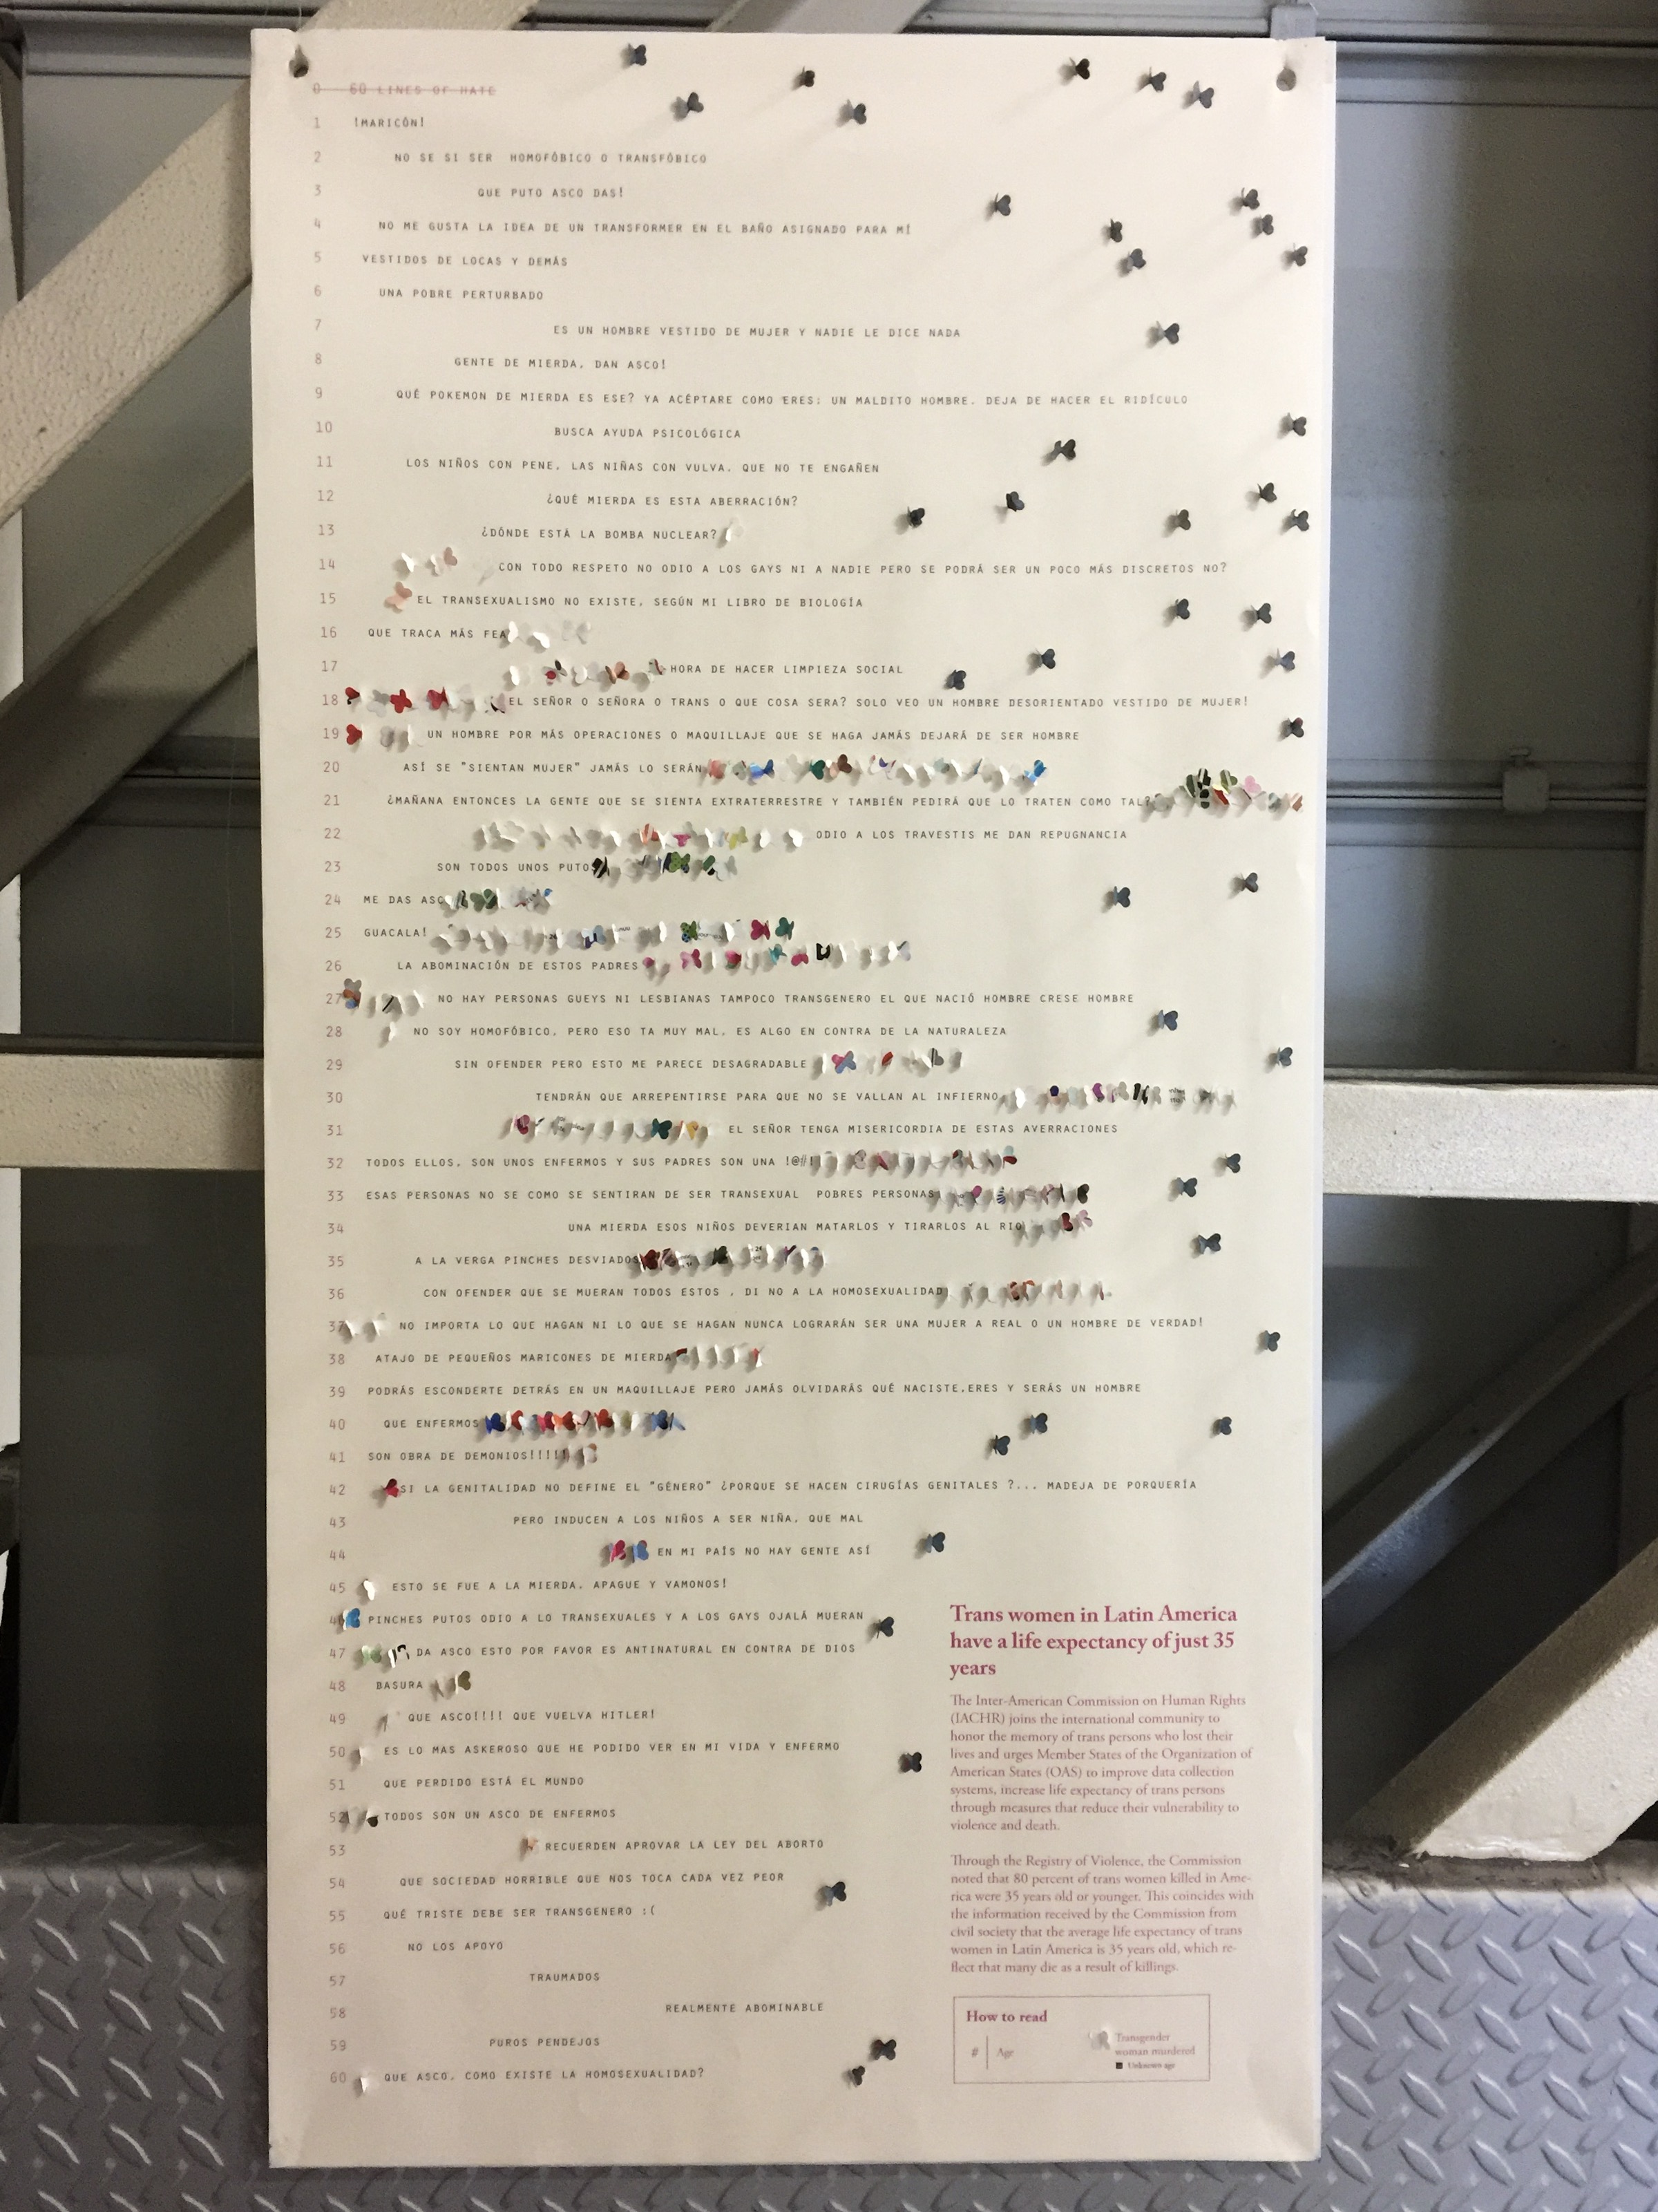 0 60 LINES OF HATE
1 !MARICÓN!
2 NO SE SI SER HOMOFÓBICO O TRANSFÓBICO
3 QUE PUTO ASCO DAS!
4 NO ME GUSTA LA IDEA DE UN TRANSFORMER EN EL BAÑO ASIGNADO PARA MÍ
5 VESTIDOS DE LOCAS Y DEMÁS
6 UNA POBRE PERTURBADO
7 ES UN HOMBRE VESTIDO DE MUJER Y NADIE LE DICE NADA
8 GENTE DE MIERDA, DAN ASCO!
9 QUÉ POKEMON DE MIERDA ES ESE? YA ACÉPTARE COMO ERES: UN MALDITO HOMBRE. DEJA DE HACER EL RIDÍCULO
10 BUSCA AYUDA PSICOLÓGICA
11 LOS NIÑOS CON PENE, LAS NIÑAS CON VULVA. QUE NO TE ENGAÑEN
12 ¿QUÉ MIERDA ES ESTA ABERRACIÓN?
13 ¿DÓNDE ESTÁ LA BOMBA NUCLEAR?
14 CON TODO RESPETO NO ODIO A LOS GAYS NI A NADIE PERO SE PODRÁ SER UN POCO MÁS DISCRETOS NO?
15 EL TRANSEXUALISMO NO EXISTE, SEGÚN MI LIBRO DE BIOLOGÍA
16 QUE TRACA MÁS FEA
17 HORA DE HACER LIMPIEZA SOCIAL
18 EL SEÑOR O SEÑORA O TRANS O QUE COSA SERA? SOLO VEO UN HOMBRE DESORIENTADO VESTIDO DE MUJER!
19 UN HOMBRE POR MÁS OPERACIONES O MAQUILLAJE QUE SE HAGA JAMÁS DEJARÁ DE SER HOMBRE
20 ASÍ SE "SIENTAN MUJER" JAMÁS LO SERÁN
21 ¿MAÑANA ENTONCES LA GENTE QUE SE SIENTA EXTRATERRESTRE Y TAMBIÉN PEDIRÁ QUE LO TRATEN COMO TAL?
22 ODIO A LOS TRAVESTIS ME DAN REPUGNANCIA
23 SON TODOS UNOS PUTO
24 ME DAS ASC
25 GUACALA!
26 LA ABOMINACIÓN DE ESTOS PADRES
27 NO HAY PERSONAS GUEYS NI LESBIANAS TAMPOCO TRANSGENERO EL QUE NACIÓ HOMBRE CRESE HOMBRE
28 NO SOY HOMOFÓBICO, PERO ESO TA MUY MAL, ES ALGO EN CONTRA DE LA NATURALEZA
29 SIN OFENDER PERO ESTO ME PARECE DESAGRADABLE
30 TENDRÁN QUE ARREPENTIRSE PARA QUE NO SE VALLAN AL INFIERNO
31 EL SEÑOR TENGA MISERICORDIA DE ESTAS AVERRACIONES
32 TODOS ELLOS, SON UNOS ENFERMOS Y SUS PADRES SON UNA !@#!
33 ESAS PERSONAS NO SE COMO SE SENTIRAN DE SER TRANSEXUAL POBRES PERSONAS
34 UNA MIERDA ESOS NIÑOS DEVERIAN MATARLOS Y TIRARLOS AL RIO
35 A LA VERGA PINCHES DESVIADOS
36 CON OFENDER QUE SE MUERAN TODOS ESTOS , DI NO A LA HOMOSEXUALIDAD
37 NO IMPORTA LO QUE HAGAN NI LO QUE SE HAGAN NUNCA LOGRARÁN SER UNA MUJER A REAL O UN HOMBRE DE VERDAD!
38 ATAJO DE PEQUEÑOS MARICONES DE MIERDA
39 PODRÁS ESCONDERTE DETRÁS EN UN MAQUILLAJE PERO JAMÁS OLVIDARÁS QUÉ NACISTE,ERES Y SERÁS UN HOMBRE
40 QUE ENFERMOS
41 SON OBRA DE DEMONIOS!!!!!
42 SI LA GENITALIDAD NO DEFINE EL "GÉNERO" ¿PORQUE SE HACEN CIRUGÍAS GENITALES ?... MADEJA DE PORQUERÍA
43 PERO INDUCEN A LOS NIÑOS A SER NIÑA, QUE MAL
44 EN MI PAÍS NO HAY GENTE ASÍ
45 ESTO SE FUE A LA MIERDA, APAGUE Y VAMONOS!
46 PINCHES PUTOS ODIO A LO TRANSEXUALES Y A LOS GAYS OJALÁ MUERAN
47 DA ASCO ESTO POR FAVOR ES ANTINATURAL EN CONTRA DE DIOS
48 BASURA
49 QUE ASCO!!!! QUE VUELVA HITLER!
50 ES LO MAS ASKEROSO QUE HE PODIDO VER EN MI VIDA Y ENFERMO
51 QUE PERDIDO ESTÁ EL MUNDO
52 TODOS SON UN ASCO DE ENFERMOS
53 RECUERDEN APROVAR LA LEY DEL ABORTO
54 QUE SOCIEDAD HORRIBLE QUE NOS TOCA CADA VEZ PEOR
55 QUÉ TRISTE DEBE SER TRANSGENERO :(
56 NO LOS APOYO
57 TRAUMADOS
58 REALMENTE ABOMINABLE
59 PUROS PENDEJOS
60 QUE ASCO, COMO EXISTE LA HOMOSEXUALIDAD?
Trans women in Latin America
have a life expectancy of just 35
years
The Inter-American Commission on Human Rights
(IACHR) joins the international community to
honor the memory of trans persons who lost their
lives and urges Member States of the Organization of
American States (OAS) to improve data collection
systems, increase life expectancy of trans persons
through measures that reduce their vulnerability to
violence and death.
Through the Registry of Violence, the Commission
noted that 80 percent of trans women killed in Ame-
rica were 35 years old or younger. This coincides with
the information received by the Commission from
civil society that the average life expectancy of trans
women in Latin America is 35 years old, which re-
flect that many die as a result of killings.
How to read
# Age
Transgender
woman murdered
Unknown age